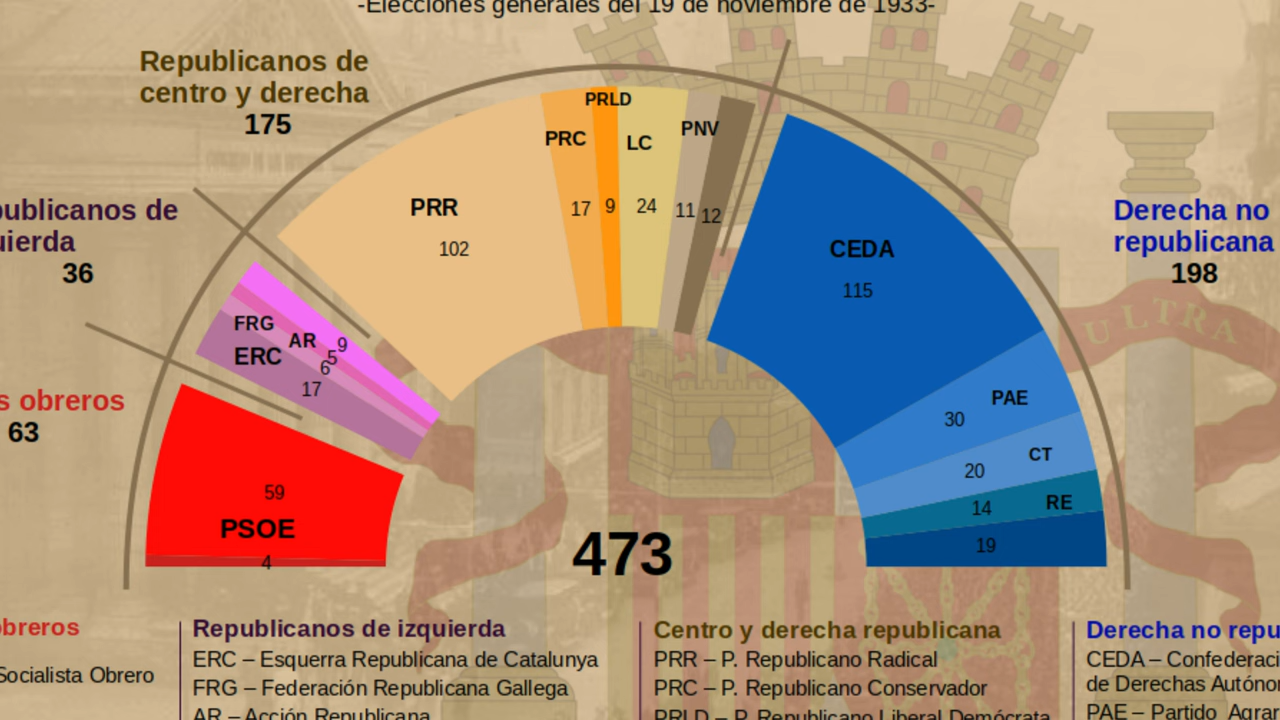 -Elecciones generales del 19 de noviembre de 1933-
Republicanos de
centro y derecha
175
publicanos de
uierda
36
s obreros
63
Derecha no
republicana
198
PSOE
59
4
ERC
17
FRG
6
AR
5
9
PRR
102
PRC
17
PRLD
9
LC
24
PNV
11
12
CEDA
115
PAE
30
CT
20
RE
14
19
473
ULTRA
obreros
Socialista Obrero
Republicanos de izquierda
ERC – Esquerra Republicana de Catalunya
FRG – Federación Republicana Gallega
AR – Acción Republicana
Centro y derecha republicana
PRR – P. Republicano Radical
PRC – P. Republicano Conservador
PRLD – P. Republicano Liberal Demócrata
Derecha no repu
CEDA – Confederaci
de Derechas Autónon
PAE – Partido Agrar